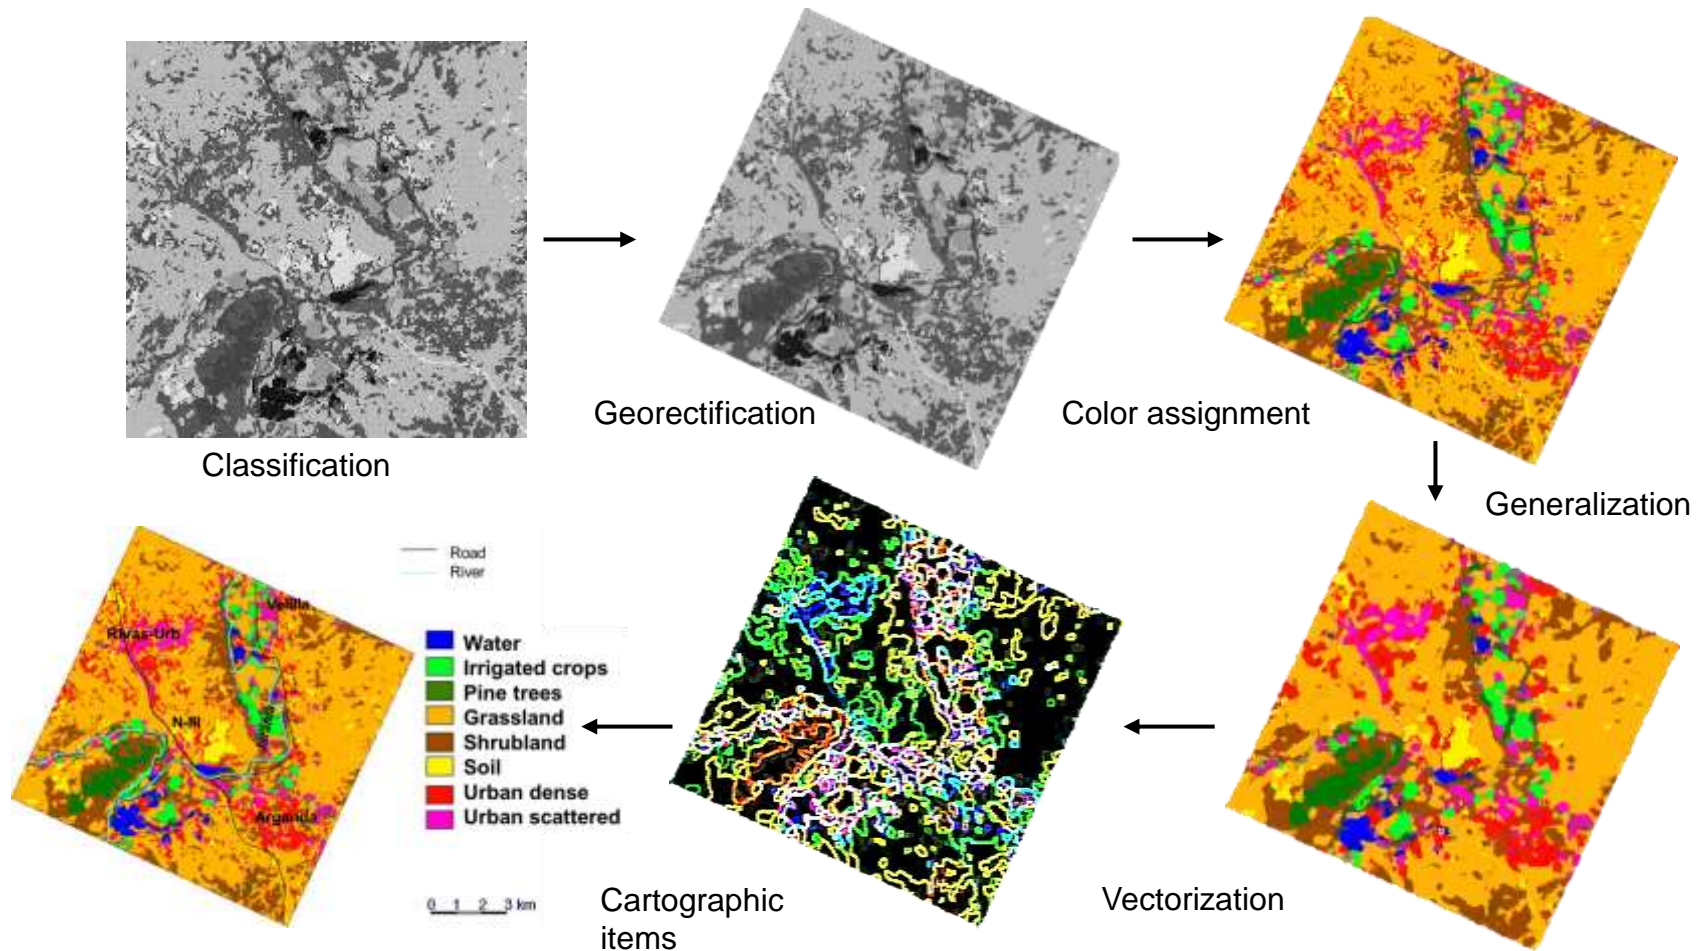 Classification
Georectification
Color assignment
Generalization
Vectorization
Cartographic
items
Road
River
Velilla
Rivas-Urb
N-III
Arganda
Water
Irrigated crops
Pine trees
Grassland
Shrubland
Soil
Urban dense
Urban scattered
0 1 2 3 km